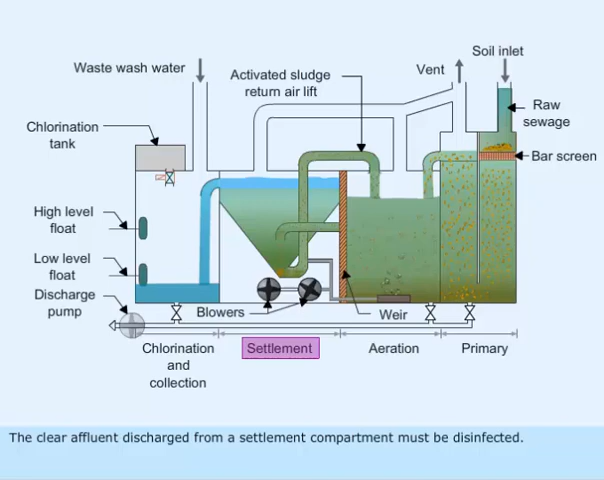 Soil inlet
Waste wash water
Activated sludge
return air lift
Vent
Raw
sewage
Chlorination
tank
Bar screen
High level
float
Low level
float
Discharge
pump
Blowers
Weir
Chlorination
and
collection
Settlement
Aeration
Primary
The clear affluent discharged from a settlement compartment must be disinfected.